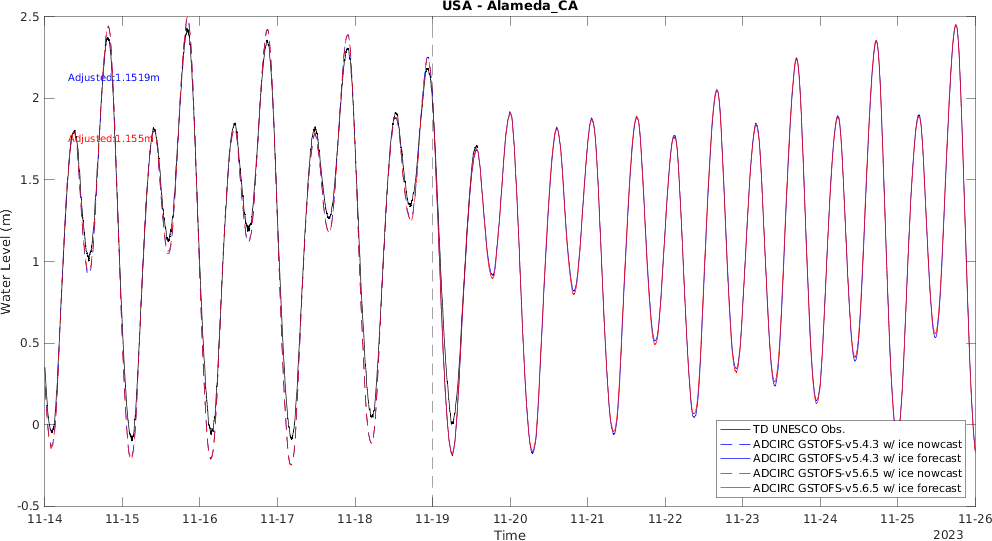 USA - Alameda_CA
2.5
2
1.5
1
0.5
0
-0.5
Water Level (m)
Adjusted:1.1519m
Adjusted:1.155m
TD UNESCO Obs.
ADCIRC GSTOFS-v5.4.3 w/ ice nowcast
ADCIRC GSTOFS-v5.4.3 w/ ice forecast
ADCIRC GSTOFS-v5.6.5 w/ ice nowcast
ADCIRC GSTOFS-v5.6.5 w/ ice forecast
11-14 11-15 11-16 11-17 11-18 11-19 11-20 11-21 11-22 11-23 11-24 11-25 11-26
Time
2023